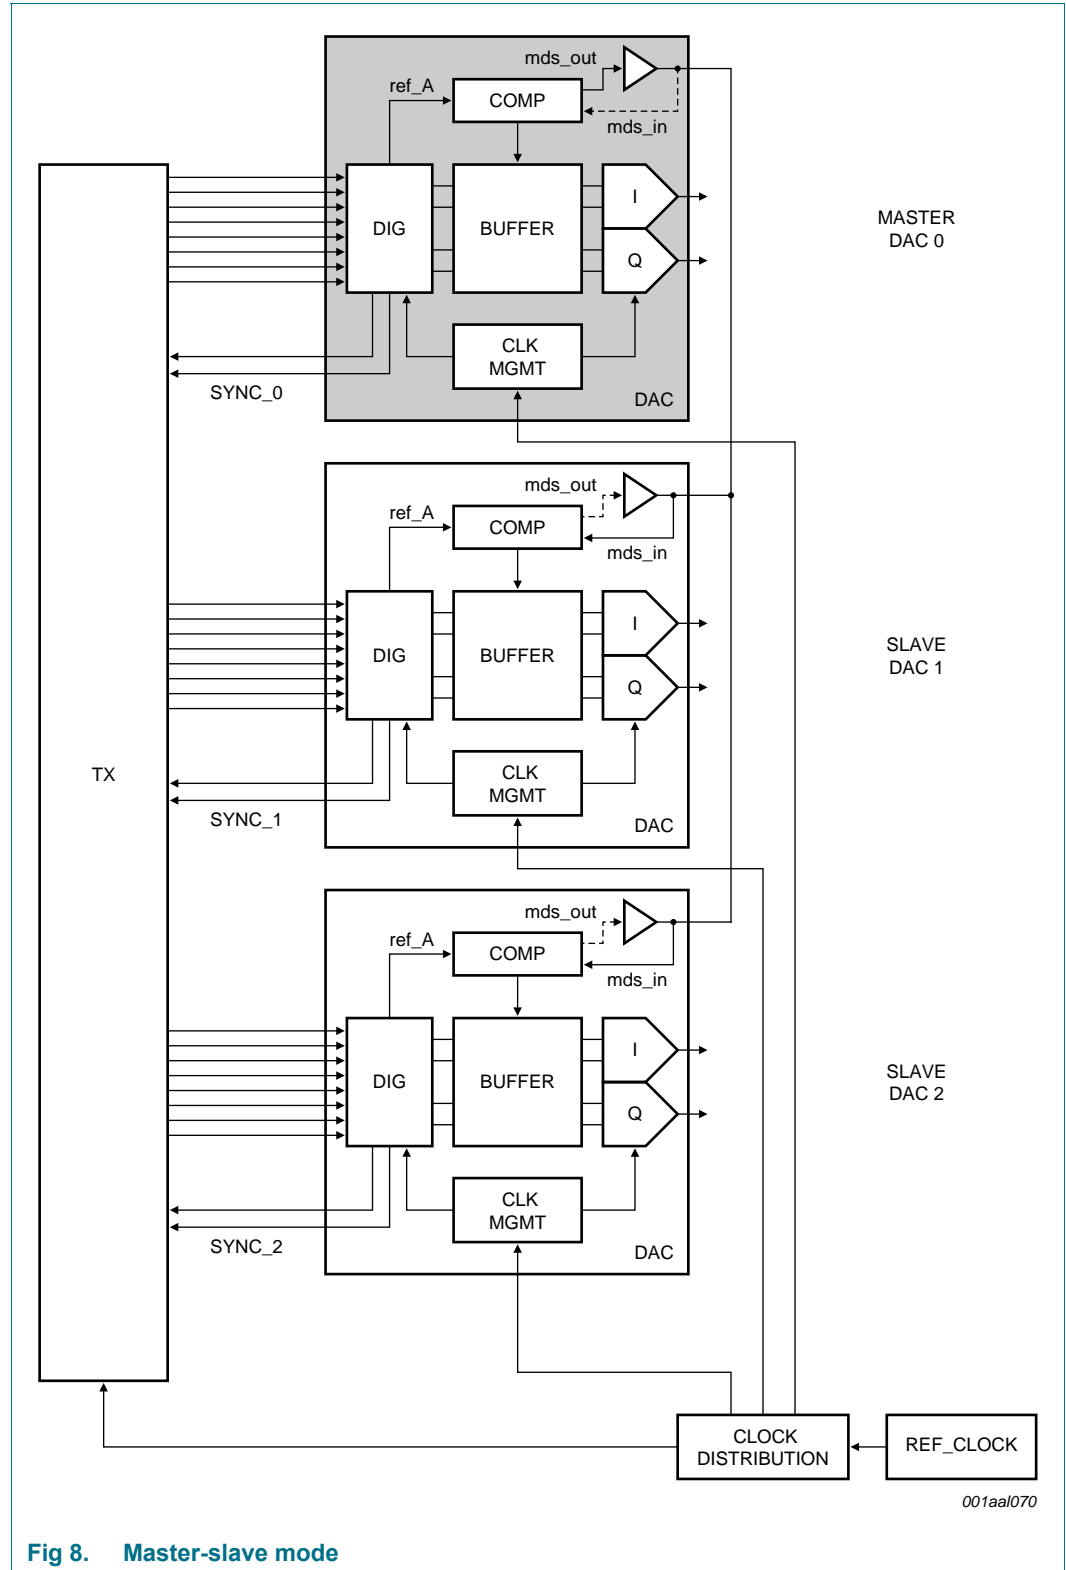 mds_out
ref_A
COMP
mds_in
DIG
BUFFER
I
Q
MASTER
DAC 0
CLK
MGMT
SYNC_0
DAC
mds_out
ref_A
COMP
mds_in
DIG
BUFFER
I
Q
SLAVE
DAC 1
TX
CLK
MGMT
SYNC_1
DAC
mds_out
ref_A
COMP
mds_in
DIG
BUFFER
I
Q
SLAVE
DAC 2
CLK
MGMT
SYNC_2
DAC
CLOCK
DISTRIBUTION
REF_CLOCK
001aal070
Fig 8. Master-slave mode